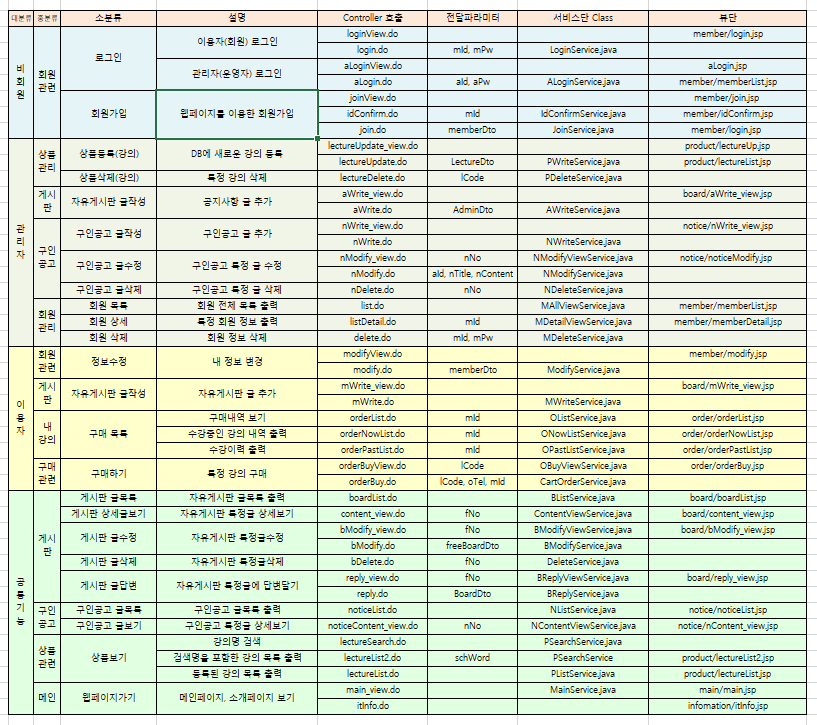 대분류 중분류 소분류 설명 Controller 호출 전달파라미터 서비스단 Class 뷰단
비회원 회원관련 로그인 이용자(회원) 로그인 loginView.do member/login.jsp
login.do mId, mPw LoginService.java
관리자(운영자) 로그인 aLoginView.do aLogin.jsp
aLogin.do aId, aPw ALoginService.java member/memberList.jsp
회원가입 웹페이지를 이용한 회원가입 joinView.do member/join.jsp
idConfirm.do mId IdConfirmService.java member/idConfirm.jsp
join.do memberDto JoinService.java member/login.jsp
관리자 상품관리 상품등록(강의) DB에 새로운 강의 등록 lectureUpdate_view.do product/lectureUp.jsp
lectureUpdate.do LectureDto PWriteService.java product/lectureList.jsp
상품삭제(강의) 특정 강의 삭제 lectureDelete.do lCode PDeleteService.java
게시판 자유게시판 글작성 공지사항 글 추가 aWrite_view.do board/aWrite_view.jsp
aWrite.do AdminDto AWriteService.java
구인공고 구인공고 글작성 구인공고 글 추가 nWrite_view.do notice/nWrite_view.jsp
nWrite.do NWriteService.java
구인공고 글수정 구인공고 특정 글 수정 nModify_view.do nNo NModifyViewService.java notice/noticeModify.jsp
nModify.do aId, nTitle, nContent NModifyService.java
구인공고 글삭제 구인공고 특정 글 삭제 nDelete.do nNo NDeleteService.java
회원관리 회원 목록 회원 전체 목록 출력 list.do MAllViewService.java member/memberList.jsp
회원 상세 특정 회원 정보 출력 listDetail.do mId MDetailViewService.java member/memberDetail.jsp
회원 삭제 회원 정보 삭제 delete.do mId, mPw MDeleteService.java
이용자 회원관련 정보수정 내 정보 변경 modifyView.do member/modify.jsp
modify.do memberDto ModifyService.java
게시판 자유게시판 글작성 자유게시판 글 추가 mWrite_view.do board/mWrite_view.jsp
mWrite.do MWriteService.java
내강의 구매 목록 구매내역 보기 orderList.do mId OListService.java order/orderList.jsp
수강중인 강의 내역 출력 orderNowList.do mId ONowListService.java order/orderNowList.jsp
수강이력 출력 orderPastList.do mId OPastListService.java order/orderPastList.jsp
구매관련 구매하기 특정 강의 구매 orderBuyView.do lCode OBuyViewService.java order/orderBuy.jsp
orderBuy.do lCode, oTel, mId CartOrderService.java
공통기능 게시판 게시판 글목록 자유게시판 글목록 출력 boardList.do BListService.java board/boardList.jsp
게시판 상세글보기 자유게시판 특정글 상세보기 content_view.do fNo ContentViewService.java board/content_view.jsp
게시판 글수정 자유게시판 특정글수정 bModify_view.do fNo BModifyViewService.java board/bModify_view.jsp
bModify.do freeBoardDto BModifyService.java
게시판 글삭제 자유게시판 특정글삭제 bDelete.do fNo DeleteService.java
게시판 글답변 자유게시판 특정글에 답변달기 reply_view.do fNo BReplyViewService.java board/reply_view.jsp
reply.do BoardDto BReplyService.java
구인공고 구인공고 글목록 구인공고 글목록 출력 noticeList.do NListService.java notice/noticeList.jsp
구인공고 글보기 구인공고 특정글 상세보기 noticeContent_view.do nNo NContentViewService.java notice/nContent_view.jsp
상품관련 상품보기 강의명 검색 lectureSearch.do PSearchService.java
검색명을 포함한 강의 목록 출력 lectureList2.do schWord PSearchService product/lectureList2.jsp
등록된 강의 목록 출력 lectureList.do PListService.java product/lectureList.jsp
메인 웹페이지가기 메인페이지, 소개페이지 보기 main_view.do MainService.java main/main.jsp
itInfo.do infomation/itInfo.jsp